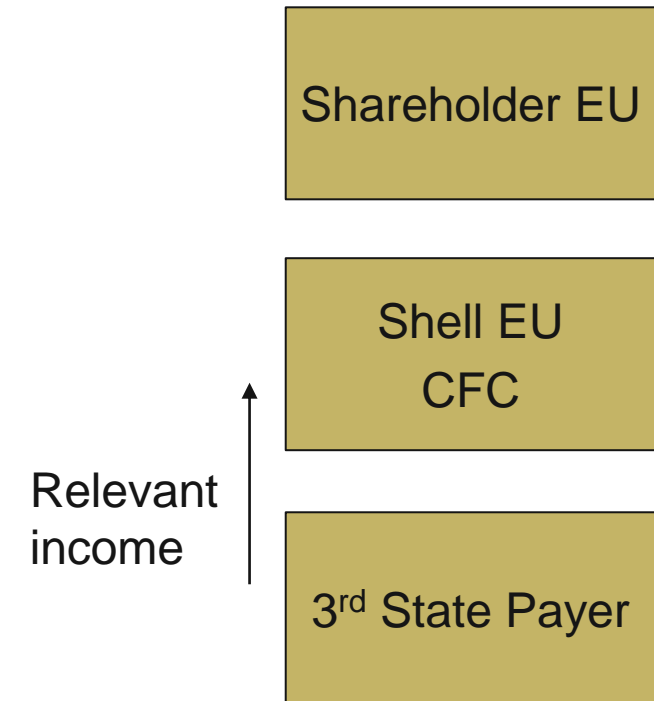 Shareholder EU
Shell EU
CFC
Relevant
income
3rd State Payer